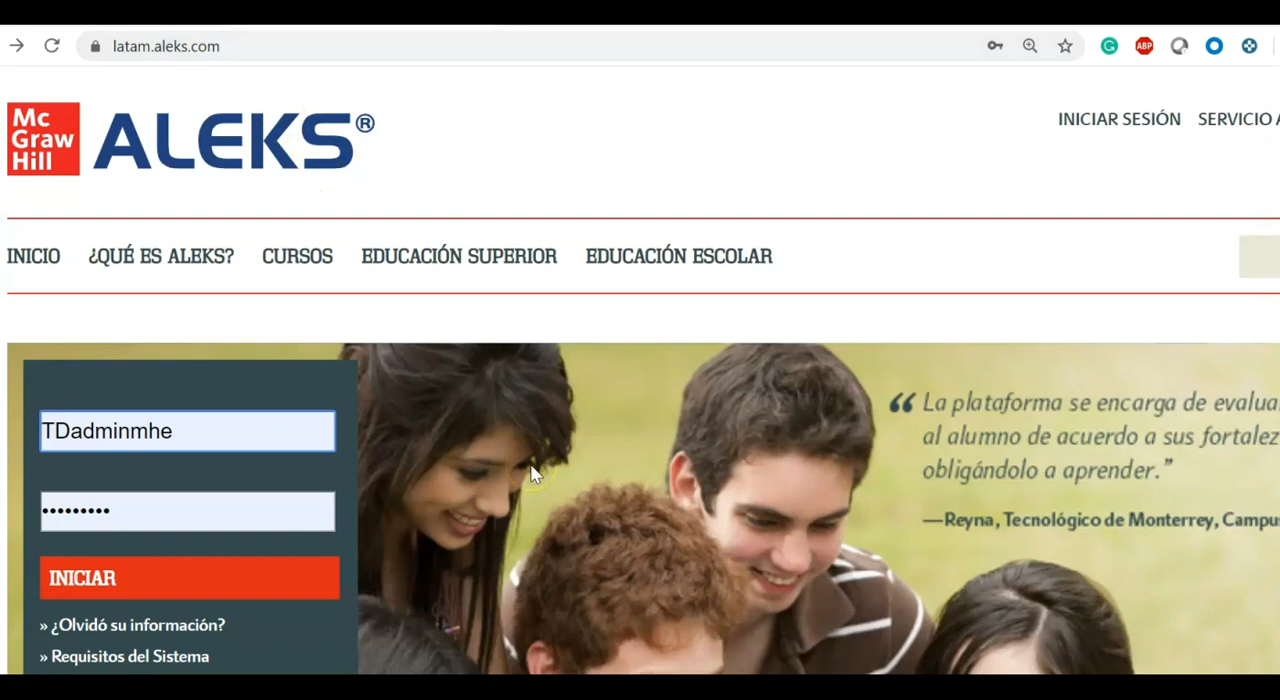 latam.aleks.com
ABP
Mc
Graw
Hill
ALEKS®
INICIAR SESIÓN SERVICIO A
INICIO ¿QUÉ ES ALEKS? CURSOS EDUCACIÓN SUPERIOR EDUCACIÓN ESCOLAR
TDadminmhe
•••••••••
INICIAR
» ¿Olvidó su información?
» Requisitos del Sistema
“ La plataforma se encarga de evalua
al alumno de acuerdo a sus fortalez
obligándolo a aprender.”
—Reyna, Tecnológico de Monterrey, Campu